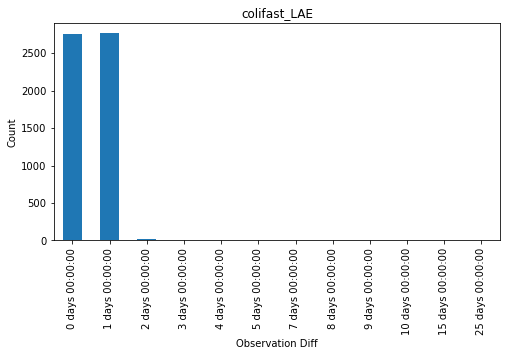 colifast_LAE
Count
2500
2000
1500
1000
500
0
0 days 00:00:00
1 days 00:00:00
2 days 00:00:00
3 days 00:00:00
4 days 00:00:00
5 days 00:00:00
7 days 00:00:00
8 days 00:00:00
9 days 00:00:00
10 days 00:00:00
15 days 00:00:00
25 days 00:00:00
Observation Diff